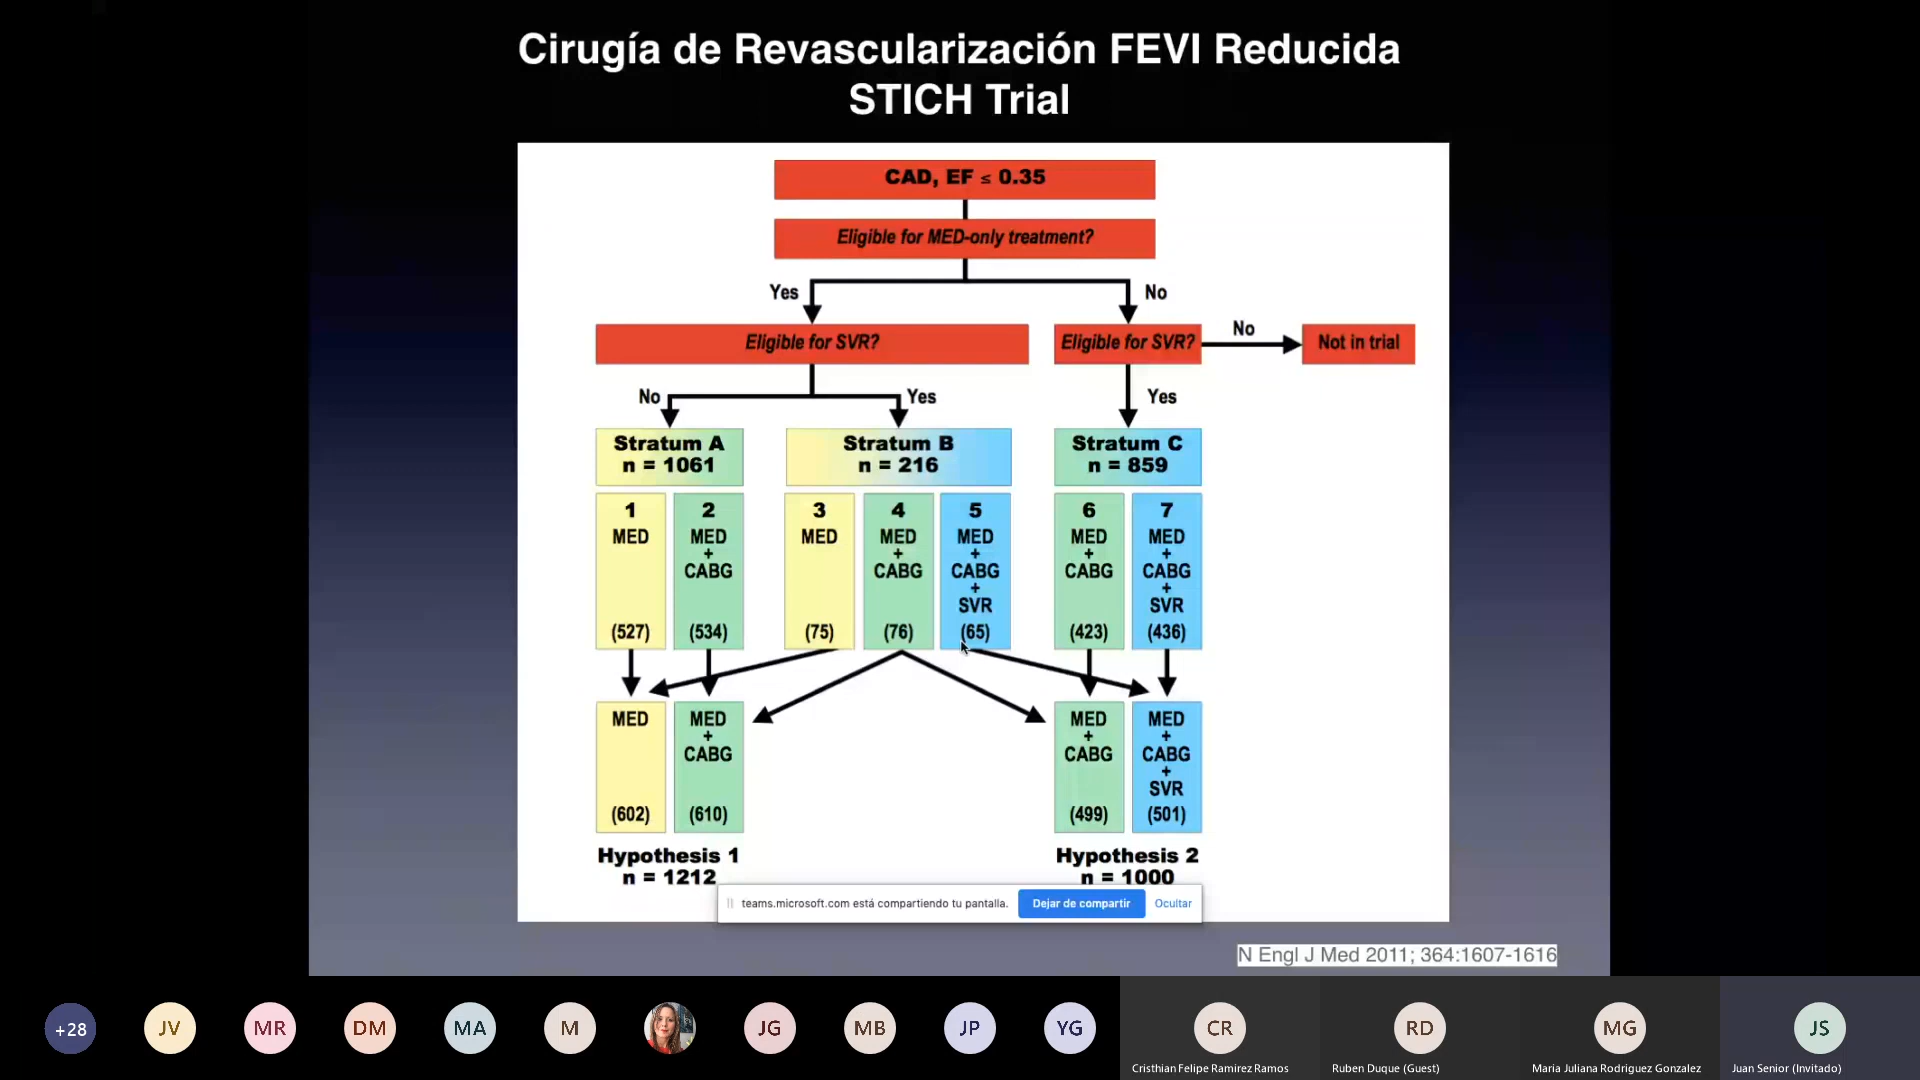 Cirugía de Revascularización FEVI Reducida
STICH Trial
CAD, EF ≤ 0.35
Eligible for MED-only treatment?
Yes
No
Eligible for SVR?
Eligible for SVR?
No
Not in trial
No
Yes
Yes
Stratum A
n = 1061
Stratum B
n = 216
Stratum C
n = 859
1
MED
(527)
2
MED
+
CABG
(534)
3
MED
(75)
4
MED
+
CABG
(76)
5
MED
+
CABG
+
SVR
(65)
6
MED
+
CABG
(423)
7
MED
+
CABG
+
SVR
(436)
MED
(602)
MED
+
CABG
(610)
MED
+
CABG
(499)
MED
+
CABG
+
SVR
(501)
Hypothesis 1
n = 1212
Hypothesis 2
n = 1000
teams.microsoft.com está compartiendo tu pantalla.
Dejar de compartir
Ocultar
N Engl J Med 2011; 364:1607-1616
+28
JV
MR
DM
MA
M
JG
MB
JP
YG
CR
Cristhian Felipe Ramirez Ramos
RD
Ruben Duque (Guest)
MG
Maria Juliana Rodriguez Gonzalez
JS
Juan Senior (Invitado)